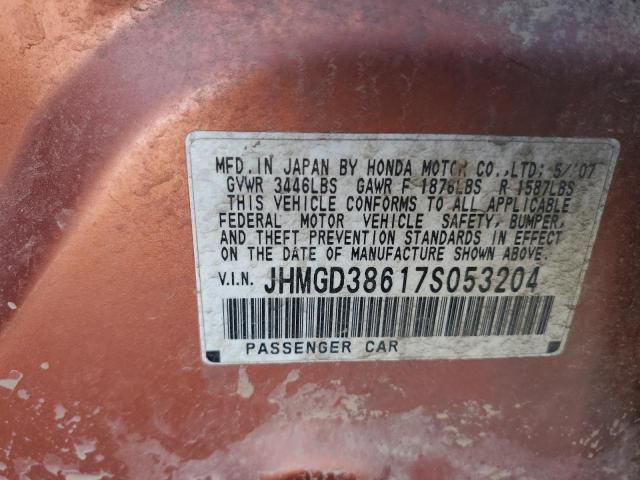 MFD. IN JAPAN BY HONDA MOTOR CO.,LTD; 5/'07
GVWR 3446LBS GAWR F 1876LBS R 1587LBS
THIS VEHICLE CONFORMS TO ALL APPLICABLE
FEDERAL MOTOR VEHICLE SAFETY, BUMPER,
AND THEFT PREVENTION STANDARDS IN EFFECT
ON THE DATE OF MANUFACTURE SHOWN ABOVE.
V.I.N. JHMGD38617S053204
PASSENGER CAR